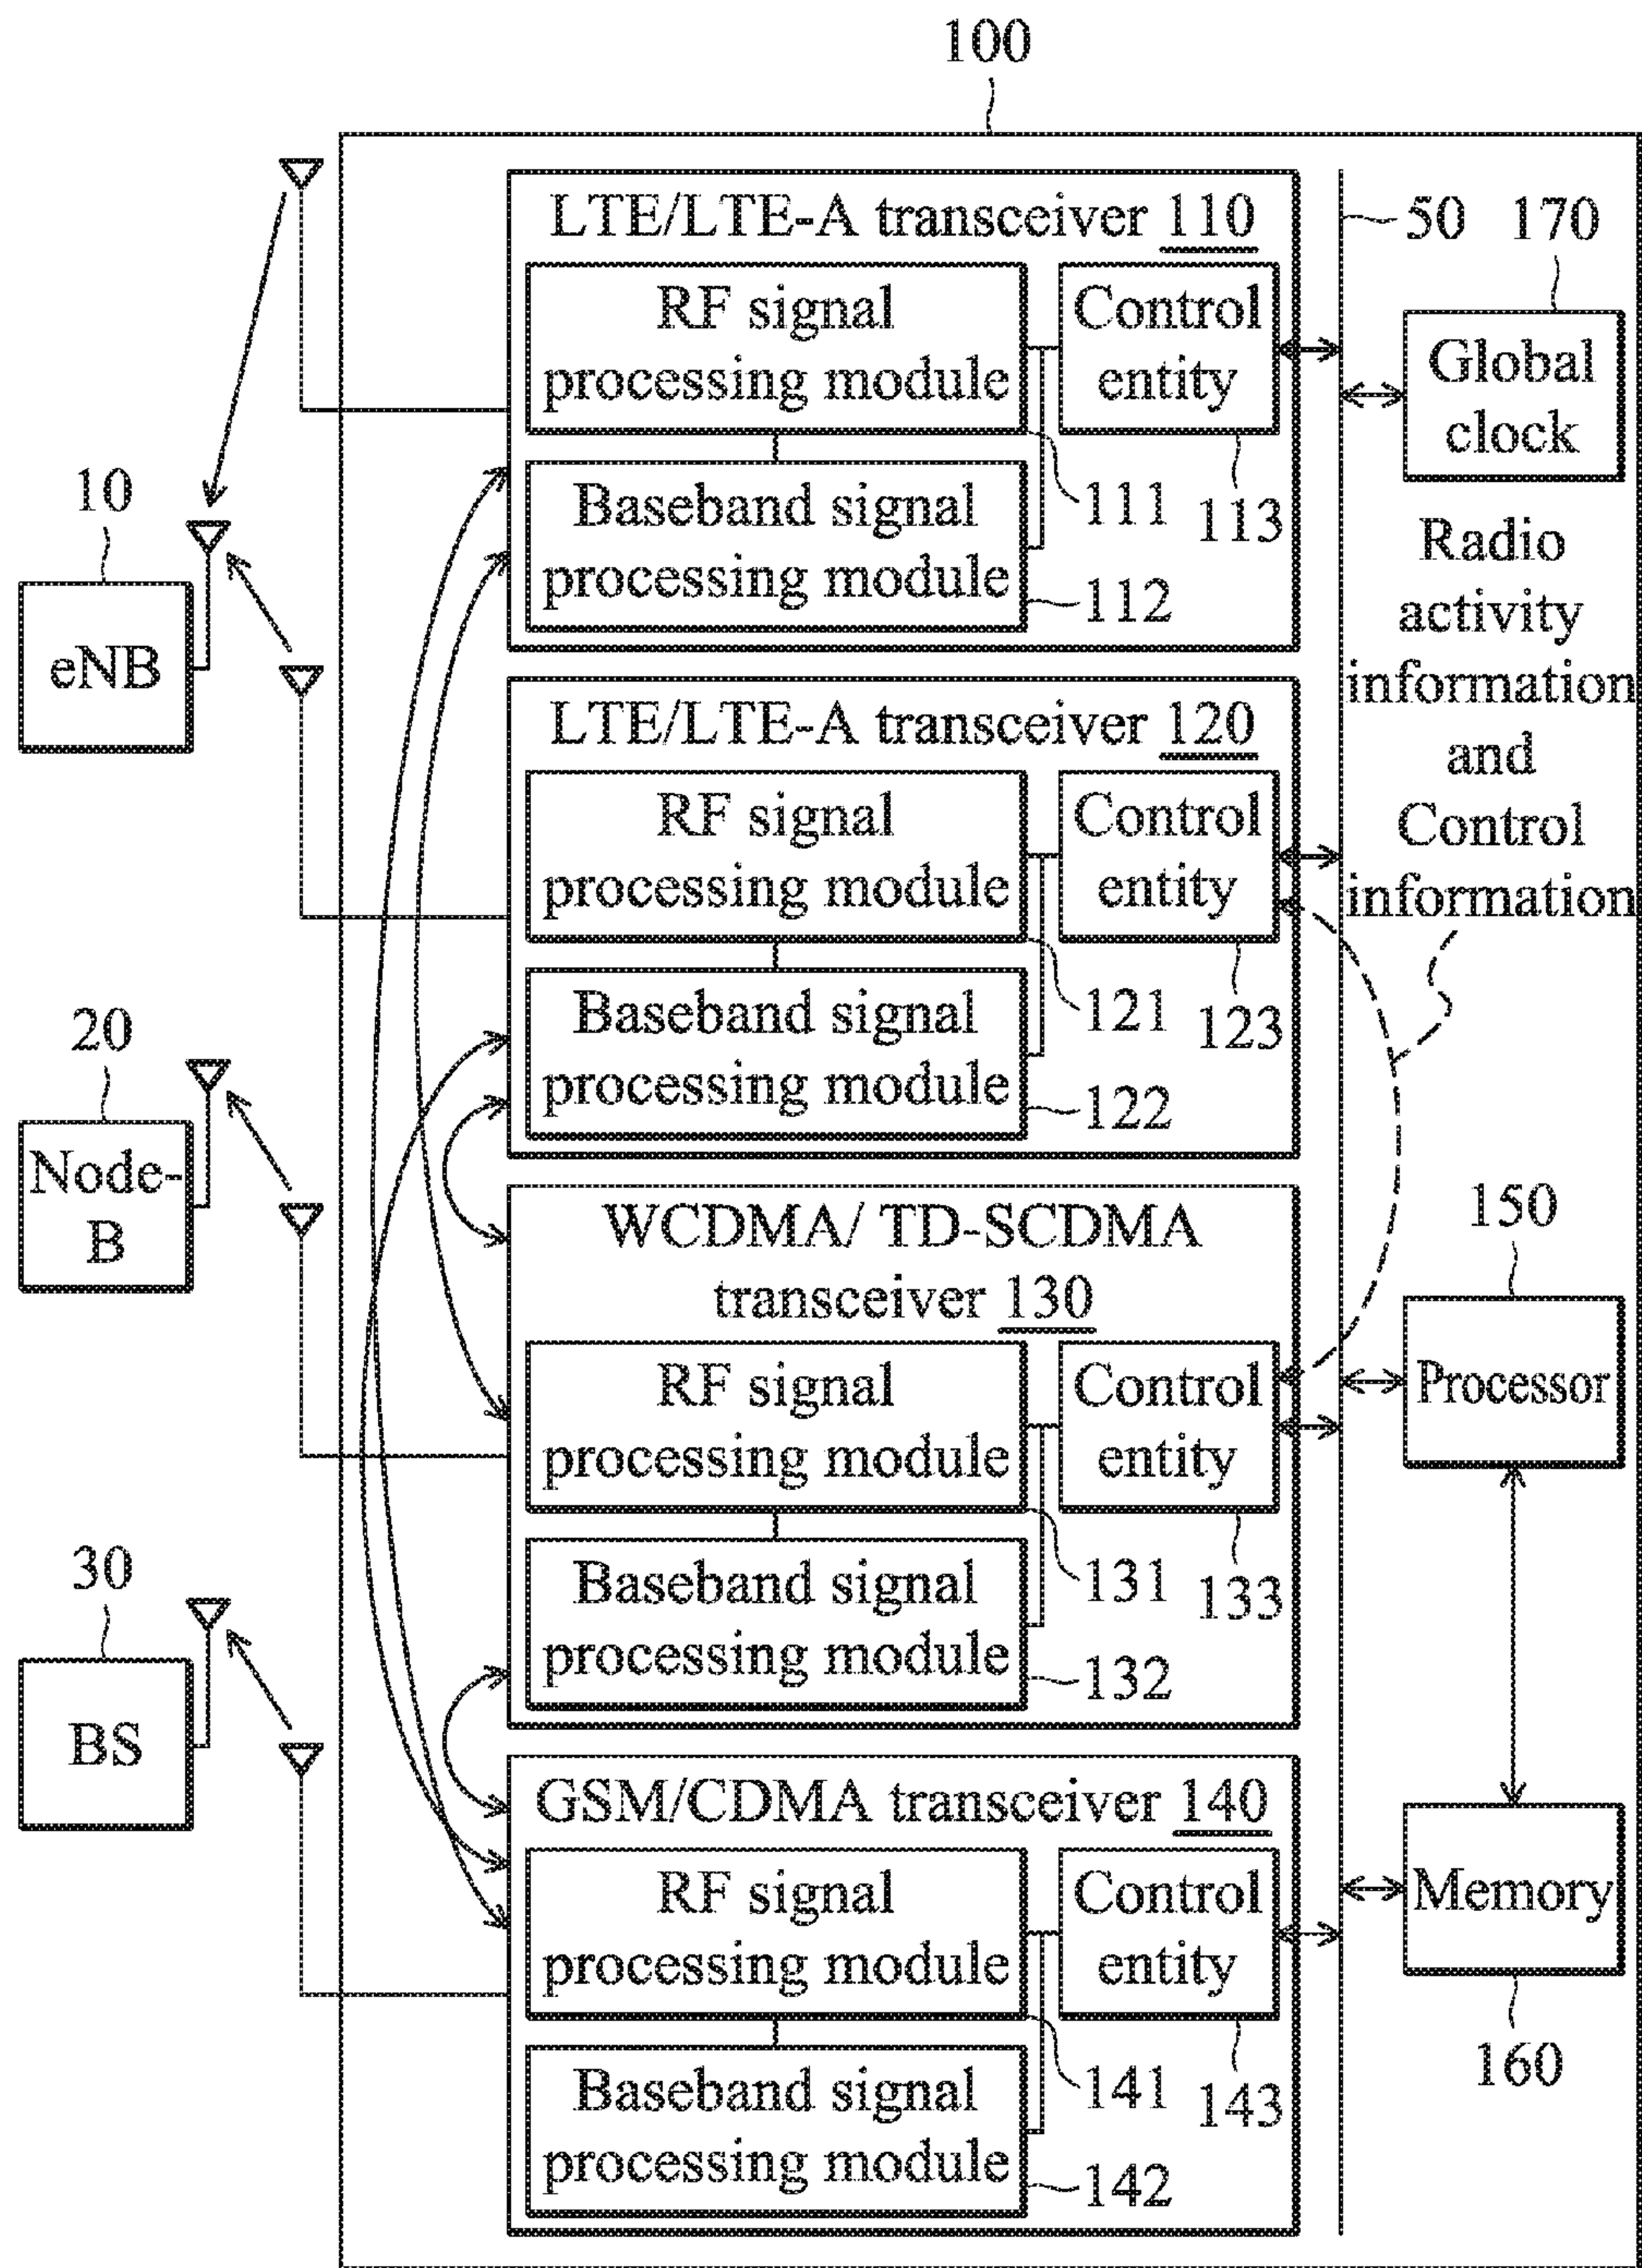 100
LTE/LTE-A transceiver 110
RF signal
processing module
Control
entity
Baseband signal
processing module
111
113
112
50
170
Global
clock
Radio
activity
information
and
Control
information
10
eNB
LTE/LTE-A transceiver 120
RF signal
processing module
Control
entity
Baseband signal
processing module
121
123
122
20
Node-
B
WCDMA/ TD-SCDMA
transceiver 130
RF signal
processing module
Control
entity
Baseband signal
processing module
131
133
132
150
Processor
30
BS
GSM/CDMA transceiver 140
RF signal
processing module
Control
entity
Baseband signal
processing module
141
143
142
Memory
160